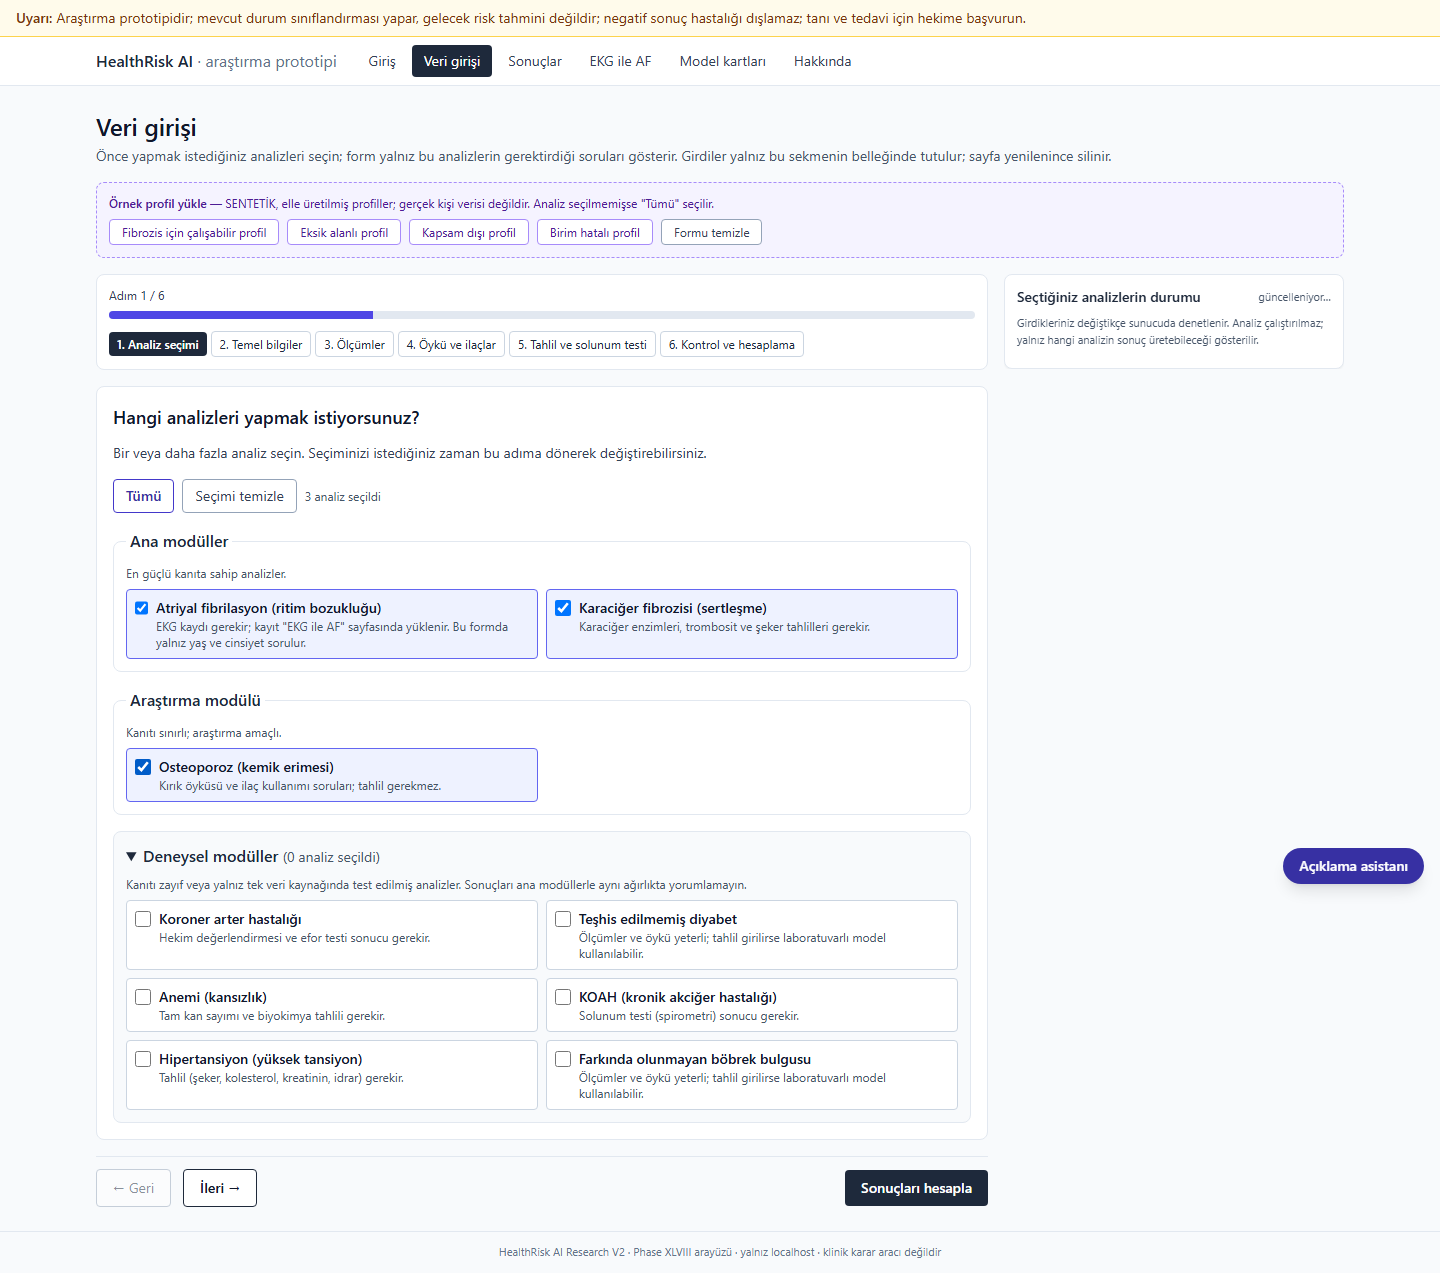 Uyarı: Araştırma prototipidir; mevcut durum sınıflandırması yapar, gelecek risk tahmini değildir; negatif sonuç hastalığı dışlamaz; tanı ve tedavi için hekime başvurun.
HealthRisk AI · araştırma prototipi
Giriş
Veri girişi
Sonuçlar
EKG ile AF
Model kartları
Hakkında
Veri girişi
Önce yapmak istediğiniz analizleri seçin; form yalnız bu analizlerin gerektirdiği soruları gösterir. Girdiler yalnız bu sekmenin belleğinde tutulur; sayfa yenilenince silinir.
Örnek profil yükle — SENTETİK, elle üretilmiş profiller; gerçek kişi verisi değildir. Analiz seçilmemişse "Tümü" seçilir.
Fibrozis için çalışabilir profil
Eksik alanlı profil
Kapsam dışı profil
Birim hatalı profil
Formu temizle
Adım 1 / 6
1. Analiz seçimi
2. Temel bilgiler
3. Ölçümler
4. Öykü ve ilaçlar
5. Tahlil ve solunum testi
6. Kontrol ve hesaplama
Seçtiğiniz analizlerin durumu
güncelleniyor...
Girdikleriniz değiştikçe sunucuda denetlenir. Analiz çalıştırılmaz;
yalnız hangi analizin sonuç üretebileceği gösterilir.
Hangi analizleri yapmak istiyorsunuz?
Bir veya daha fazla analiz seçin. Seçiminizi istediğiniz zaman bu adıma dönerek değiştirebilirsiniz.
Tümü
Seçimi temizle
3 analiz seçildi
Ana modüller
En güçlü kanıta sahip analizler.
Atriyal fibrilasyon (ritim bozukluğu)
EKG kaydı gerekir; kayıt "EKG ile AF" sayfasında yüklenir. Bu formda
yalnız yaş ve cinsiyet sorulur.
Karaciğer fibrozisi (sertleşme)
Karaciğer enzimleri, trombosit ve şeker tahlilleri gerekir.
Araştırma modülü
Kanıtı sınırlı; araştırma amaçlı.
Osteoporoz (kemik erimesi)
Kırık öyküsü ve ilaç kullanımı soruları; tahlil gerekmez.
▼ Deneysel modüller (0 analiz seçildi)
Kanıtı zayıf veya yalnız tek veri kaynağında test edilmiş analizler. Sonuçları ana modüllerle aynı ağırlıkta yorumlamayın.
Koroner arter hastalığı
Hekim değerlendirmesi ve efor testi sonucu gerekir.
Teşhis edilmemiş diyabet
Ölçümler ve öykü yeterli; tahlil girilirse laboratuvarlı model
kullanılabilir.
Anemi (kansızlık)
Tam kan sayımı ve biyokimya tahlili gerekir.
KOAH (kronik akciğer hastalığı)
Solunum testi (spirometri) sonucu gerekir.
Hipertansiyon (yüksek tansiyon)
Tahlil (şeker, kolesterol, kreatinin, idrar) gerekir.
Farkında olunmayan böbrek bulgusu
Ölçümler ve öykü yeterli; tahlil girilirse laboratuvarlı model
kullanılabilir.
Açıklama asistanı
← Geri
İleri →
Sonuçları hesapla
HealthRisk AI Research V2 · Phase XLVIII arayüzü · yalnız localhost · klinik karar aracı değildir